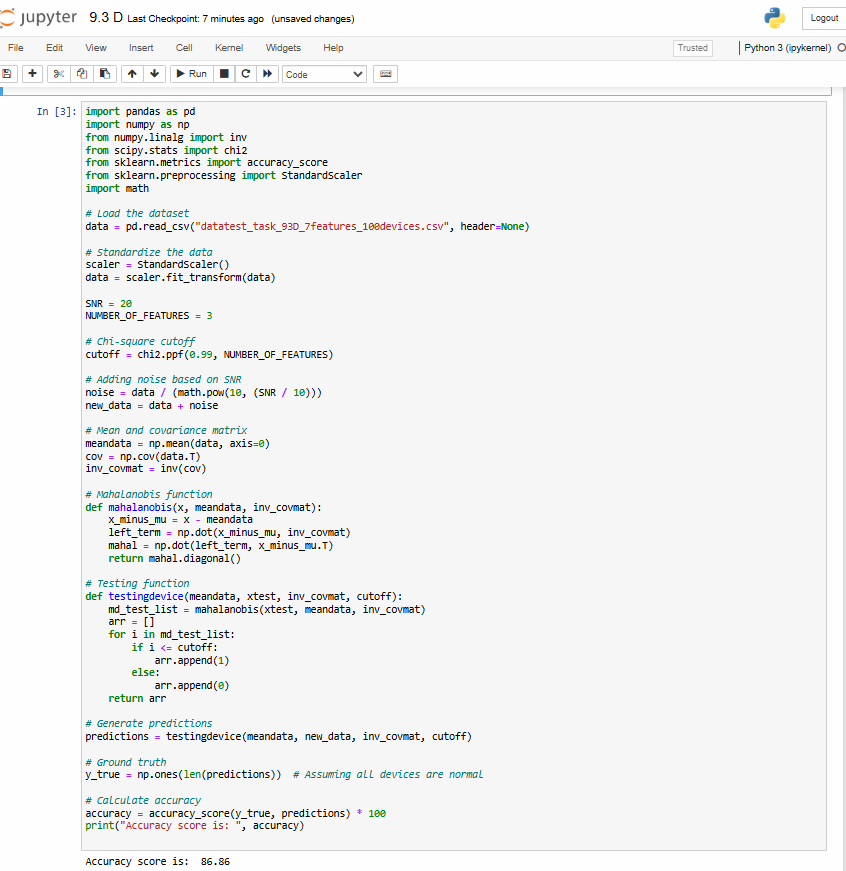 jupyter 9.3 D Last Checkpoint: 7 minutes ago (unsaved changes) Logout
File Edit View Insert Cell Kernel Widgets Help Trusted Python 3 (ipykernel)
Run Code
In [3]: import pandas as pd
import numpy as np
from numpy.linalg import inv
from scipy.stats import chi2
from sklearn.metrics import accuracy_score
from sklearn.preprocessing import StandardScaler
import math

# Load the dataset
data = pd.read_csv("datatest_task_93D_7features_100devices.csv", header=None)

# Standardize the data
scaler = StandardScaler()
data = scaler.fit_transform(data)

SNR = 20
NUMBER_OF_FEATURES = 3

# Chi-square cutoff
cutoff = chi2.ppf(0.99, NUMBER_OF_FEATURES)

# Adding noise based on SNR
noise = data / (math.pow(10, (SNR / 10)))
new_data = data + noise

# Mean and covariance matrix
meandata = np.mean(data, axis=0)
cov = np.cov(data.T)
inv_covmat = inv(cov)

# Mahalanobis function
def mahalanobis(x, meandata, inv_covmat):
    x_minus_mu = x - meandata
    left_term = np.dot(x_minus_mu, inv_covmat)
    mahal = np.dot(left_term, x_minus_mu.T)
    return mahal.diagonal()

# Testing function
def testingdevice(meandata, xtest, inv_covmat, cutoff):
    md_test_list = mahalanobis(xtest, meandata, inv_covmat)
    arr = []
    for i in md_test_list:
        if i <= cutoff:
            arr.append(1)
        else:
            arr.append(0)
    return arr

# Generate predictions
predictions = testingdevice(meandata, new_data, inv_covmat, cutoff)

# Ground truth
y_true = np.ones(len(predictions))  # Assuming all devices are normal

# Calculate accuracy
accuracy = accuracy_score(y_true, predictions) * 100
print("Accuracy score is: ", accuracy)

Accuracy score is:  86.86